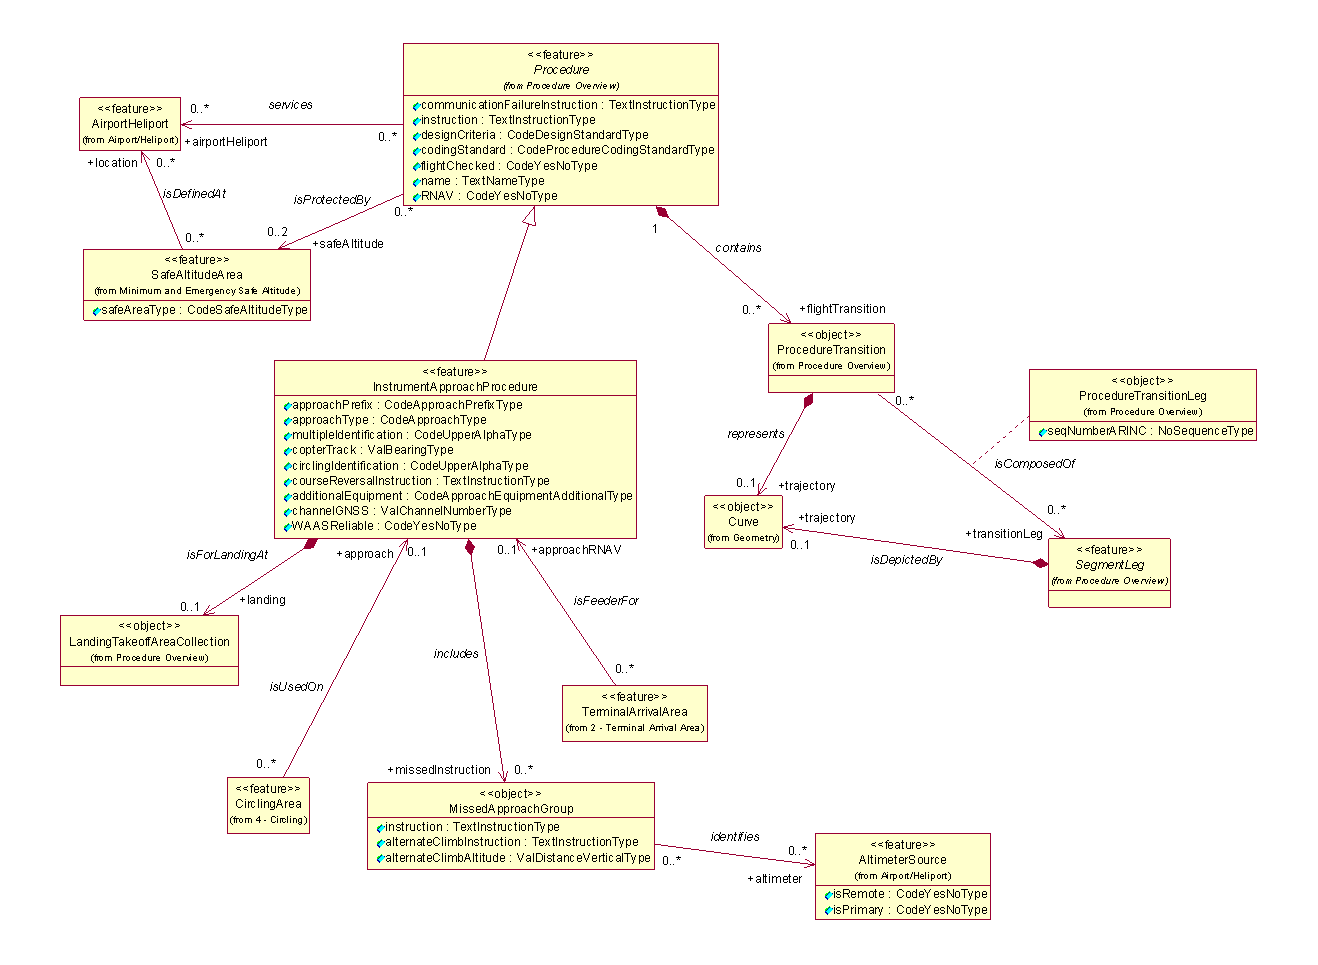 <<feature>>
Procedure
(from Procedure Overview)
communicationFailureInstruction : TextInstructionType
instruction : TextInstructionType
designCriteria : CodeDesignStandardType
codingStandard : CodeProcedureCodingStandardType
flightChecked : CodeYesNoType
name : TextNameType
RNAV : CodeYesNoType
<<feature>>
AirportHeliport
(from Airport/Heliport)
0..*
services
0..*
+airportHeliport
+location
0..*
isDefinedAt
0..*
isProtectedBy
0..*
0..2
+safeAltitude
<<feature>>
SafeAltitudeArea
(from Minimum and Emergency Safe Altitude)
safeAreaType : CodeSafeAltitudeType
1
contains
0..*
+flightTransition
<<object>>
ProcedureTransition
(from Procedure Overview)
<<feature>>
InstrumentApproachProcedure
approachPrefix : CodeApproachPrefixType
approachType : CodeApproachType
multipleIdentification : CodeUpperAlphaType
copterTrack : ValBearingType
circlingIdentification : CodeUpperAlphaType
courseReversalInstruction : TextInstructionType
additionalEquipment : CodeApproachEquipmentAdditionalType
channelGNSS : ValChannelNumberType
WAASReliable : CodeYesNoType
<<object>>
ProcedureTransitionLeg
(from Procedure Overview)
seqNumberARINC : NoSequenceType
0..*
represents
isComposedOf
0..1
+trajectory
<<object>>
Curve
(from Geometry)
+trajectory
0..1
isDepictedBy
0..*
+transitionLeg
<<feature>>
SegmentLeg
(from Procedure Overview)
isForLandingAt
+approach
0..1
0..1
+approachRNAV
0..1
+landing
<<object>>
LandingTakeoffAreaCollection
(from Procedure Overview)
isFeederFor
includes
isUsedOn
0..*
<<feature>>
TerminalArrivalArea
(from 2 - Terminal Arrival Area)
0..*
<<feature>>
CirclingArea
(from 4 - Circling)
+missedInstruction
0..*
<<object>>
MissedApproachGroup
instruction : TextInstructionType
alternateClimbInstruction : TextInstructionType
alternateClimbAltitude : ValDistanceVerticalType
identifies
0..*
0..*
+altimeter
<<feature>>
AltimeterSource
(from Airport/Heliport)
isRemote : CodeYesNoType
isPrimary : CodeYesNoType